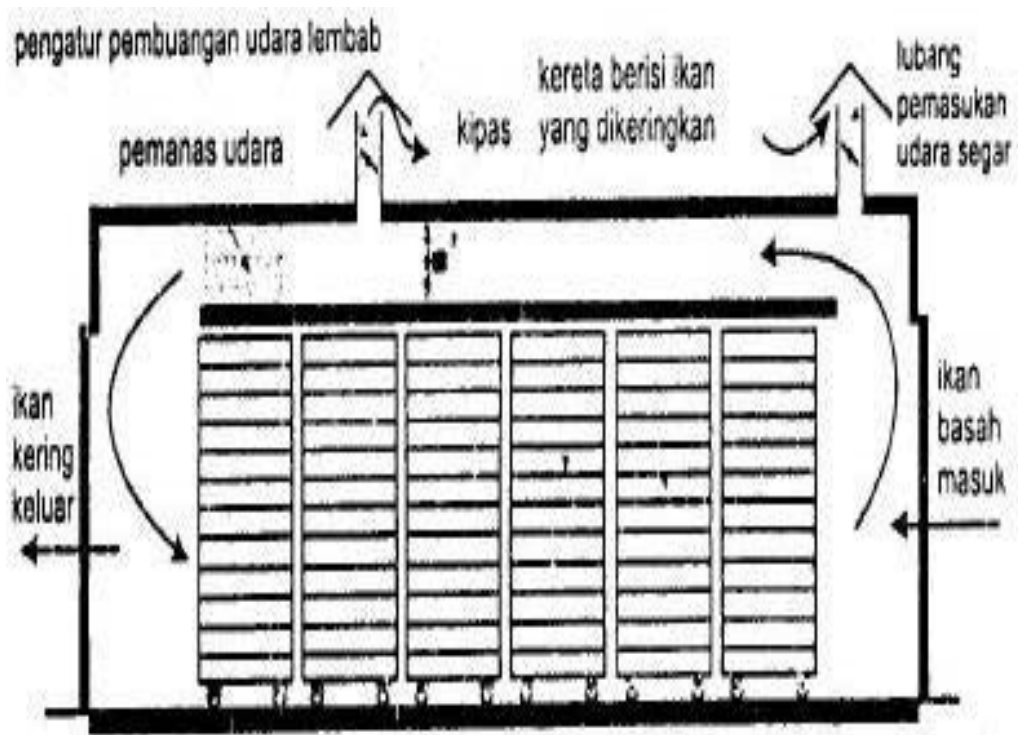 pengatur pembuangan udara lembab
pemanas udara
kipas
kereta berisi ikan
yang dikeringkan
lubang
pemasukan
udara segar
ikan
kering
keluar
ikan
basah
masuk